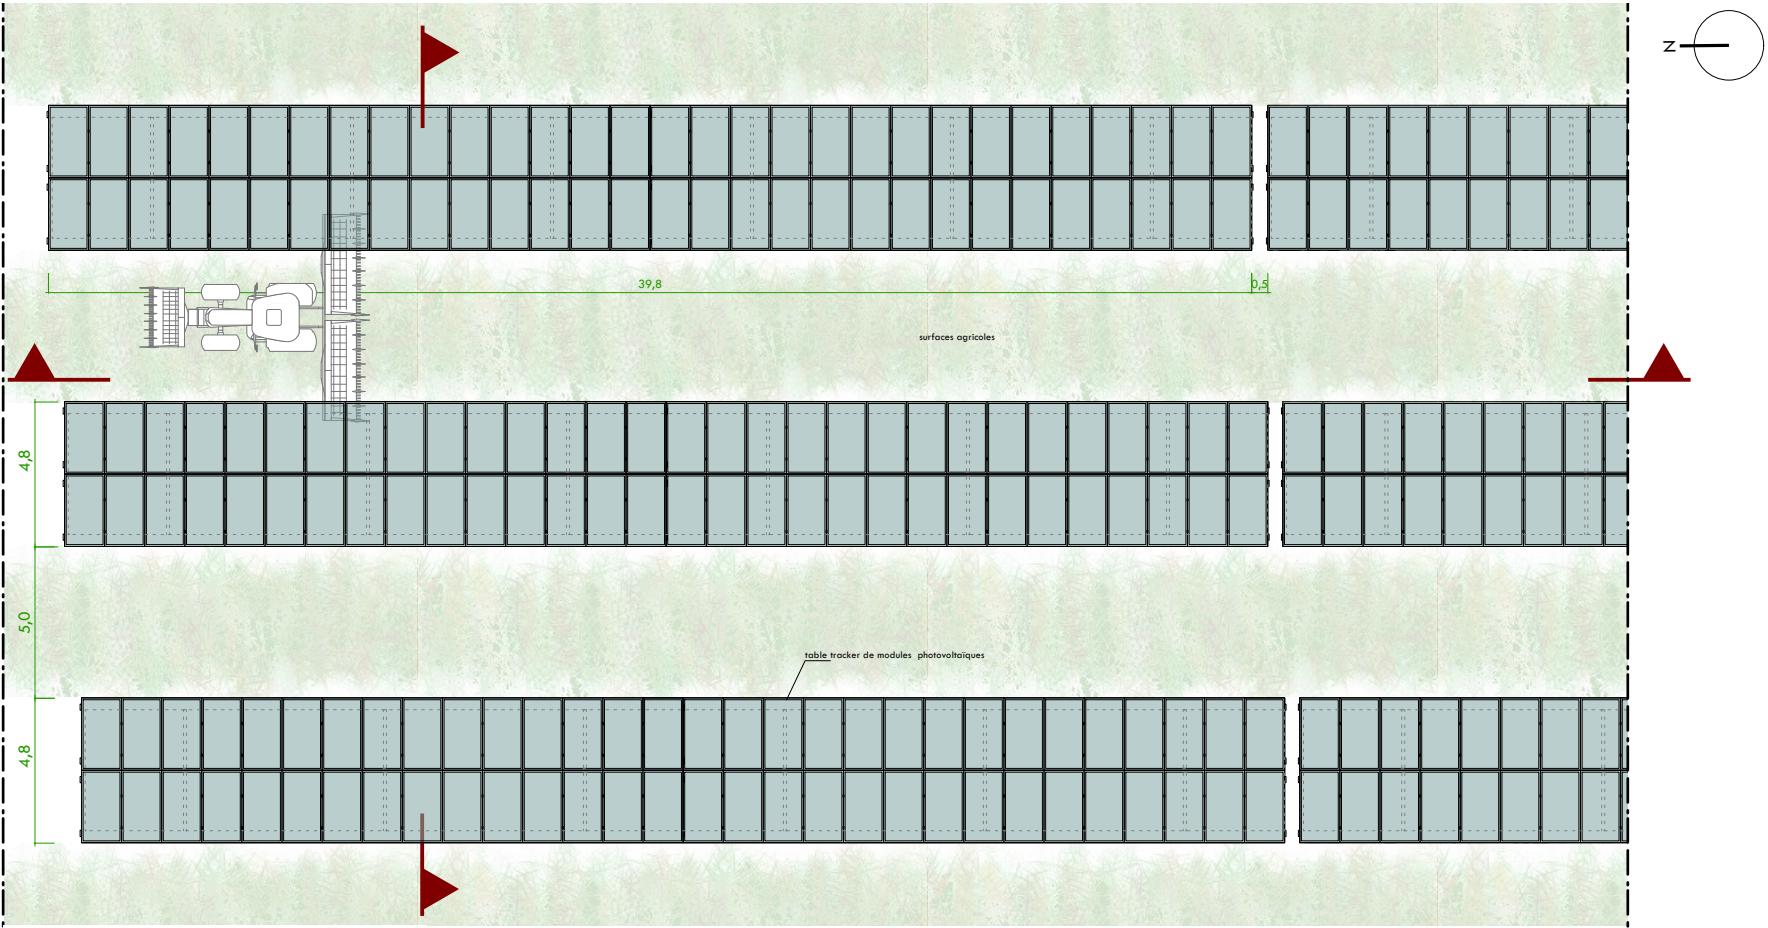 N
39,8
0,5
surfaces agricoles
4,8
5,0
table tracker de modules photovoltaïques
4,8